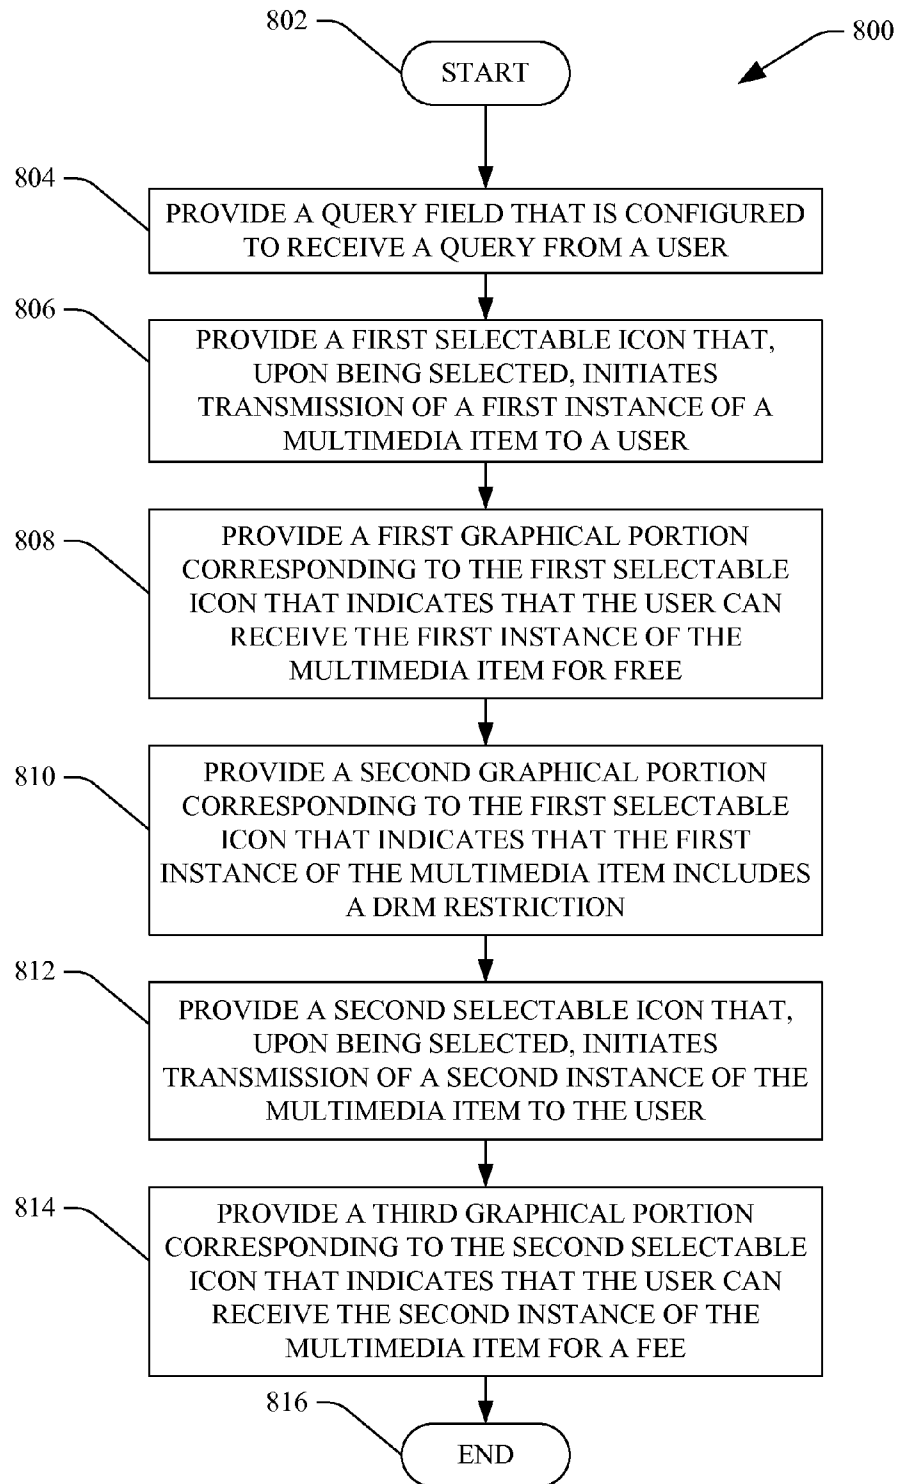 802
800
START
804
PROVIDE A QUERY FIELD THAT IS CONFIGURED
TO RECEIVE A QUERY FROM A USER
806
PROVIDE A FIRST SELECTABLE ICON THAT,
UPON BEING SELECTED, INITIATES
TRANSMISSION OF A FIRST INSTANCE OF A
MULTIMEDIA ITEM TO A USER
808
PROVIDE A FIRST GRAPHICAL PORTION
CORRESPONDING TO THE FIRST SELECTABLE
ICON THAT INDICATES THAT THE USER CAN
RECEIVE THE FIRST INSTANCE OF THE
MULTIMEDIA ITEM FOR FREE
810
PROVIDE A SECOND GRAPHICAL PORTION
CORRESPONDING TO THE FIRST SELECTABLE
ICON THAT INDICATES THAT THE FIRST
INSTANCE OF THE MULTIMEDIA ITEM INCLUDES
A DRM RESTRICTION
812
PROVIDE A SECOND SELECTABLE ICON THAT,
UPON BEING SELECTED, INITIATES
TRANSMISSION OF A SECOND INSTANCE OF THE
MULTIMEDIA ITEM TO THE USER
814
PROVIDE A THIRD GRAPHICAL PORTION
CORRESPONDING TO THE SECOND SELECTABLE
ICON THAT INDICATES THAT THE USER CAN
RECEIVE THE SECOND INSTANCE OF THE
MULTIMEDIA ITEM FOR A FEE
816
END